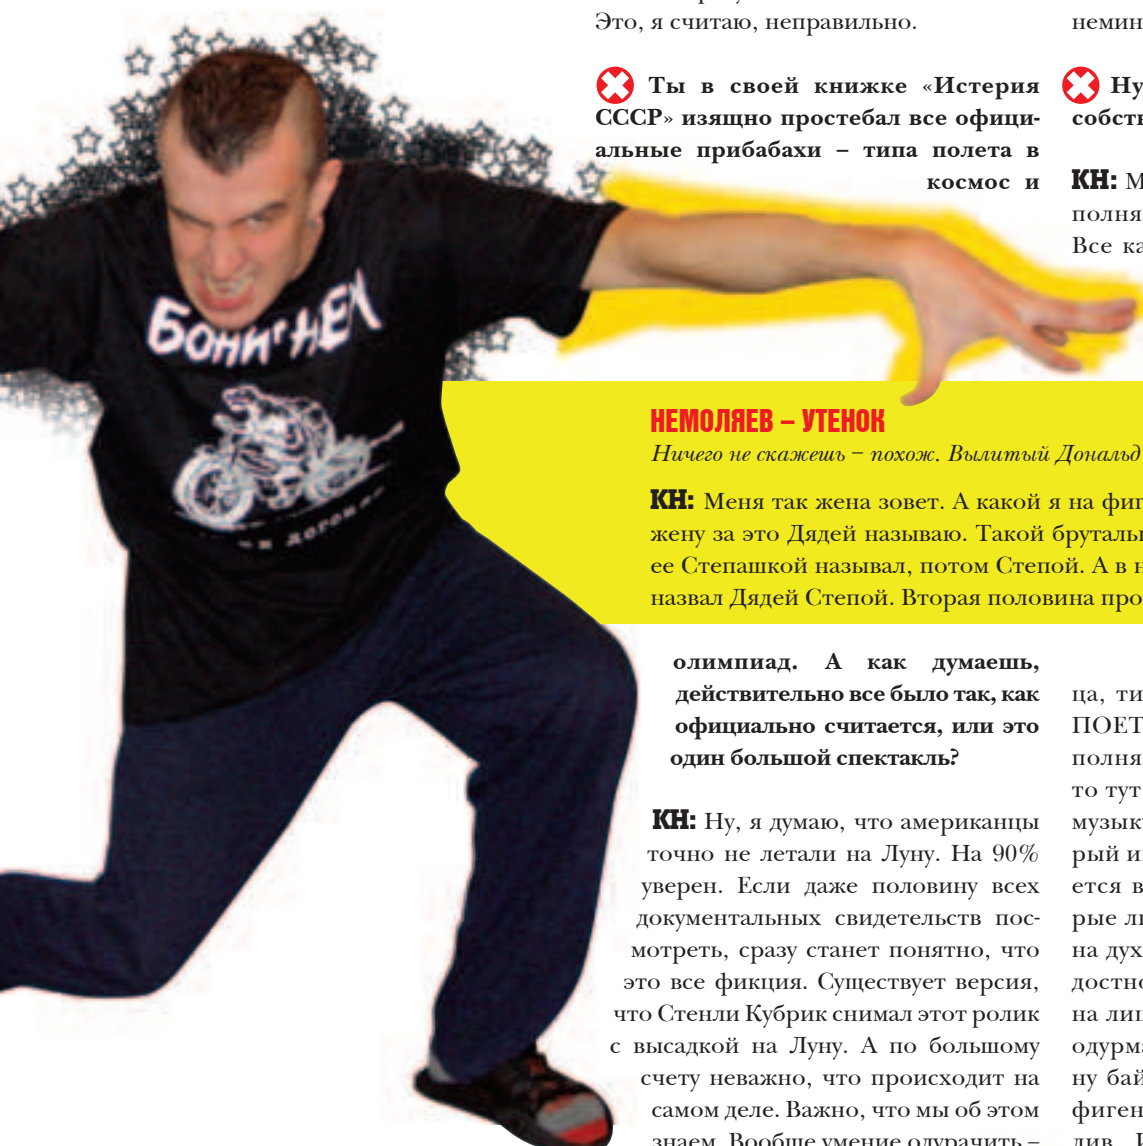 Это, я считаю, неправильно.
Ты в своей книжке «Истерия
СССР» изящно простебал все офици-
альные прибабахи – типа полета в
космос и
БОНИ'НЕМ
НЕМОЛЯЕВ – УТЕНОК
Ничего не скажешь – похож. Вылитый Дональд
КН: Меня так жена зовет. А какой я на фиг
жену за это Дядей называю. Такой бруталь
ее Степашкой называл, потом Степой. А в н
назвал Дядей Степой. Вторая половина про
олимпиад. А как думаешь,
действительно все было так, как
официально считается, или это
один большой спектакль?
КН: Ну, я думаю, что американцы
точно не летали на Луну. На 90%
уверен. Если даже половину всех
документальных свидетельств пос-
мотреть, сразу станет понятно, что
это все фикция. Существует версия,
что Стенли Кубрик снимал этот ролик
с высадкой на Луну. А по большому
счету неважно, что происходит на
самом деле. Важно, что мы об этом
знаем. Вообще умение одурачить –
немин
Ну
собст
КН: М
полня
Все ка
ца, ти
ПОЕТ
полня
то тут
музык
рый и
ется в
рые л
на дух
достно
на ли
одурм
ну бай
фиген
див